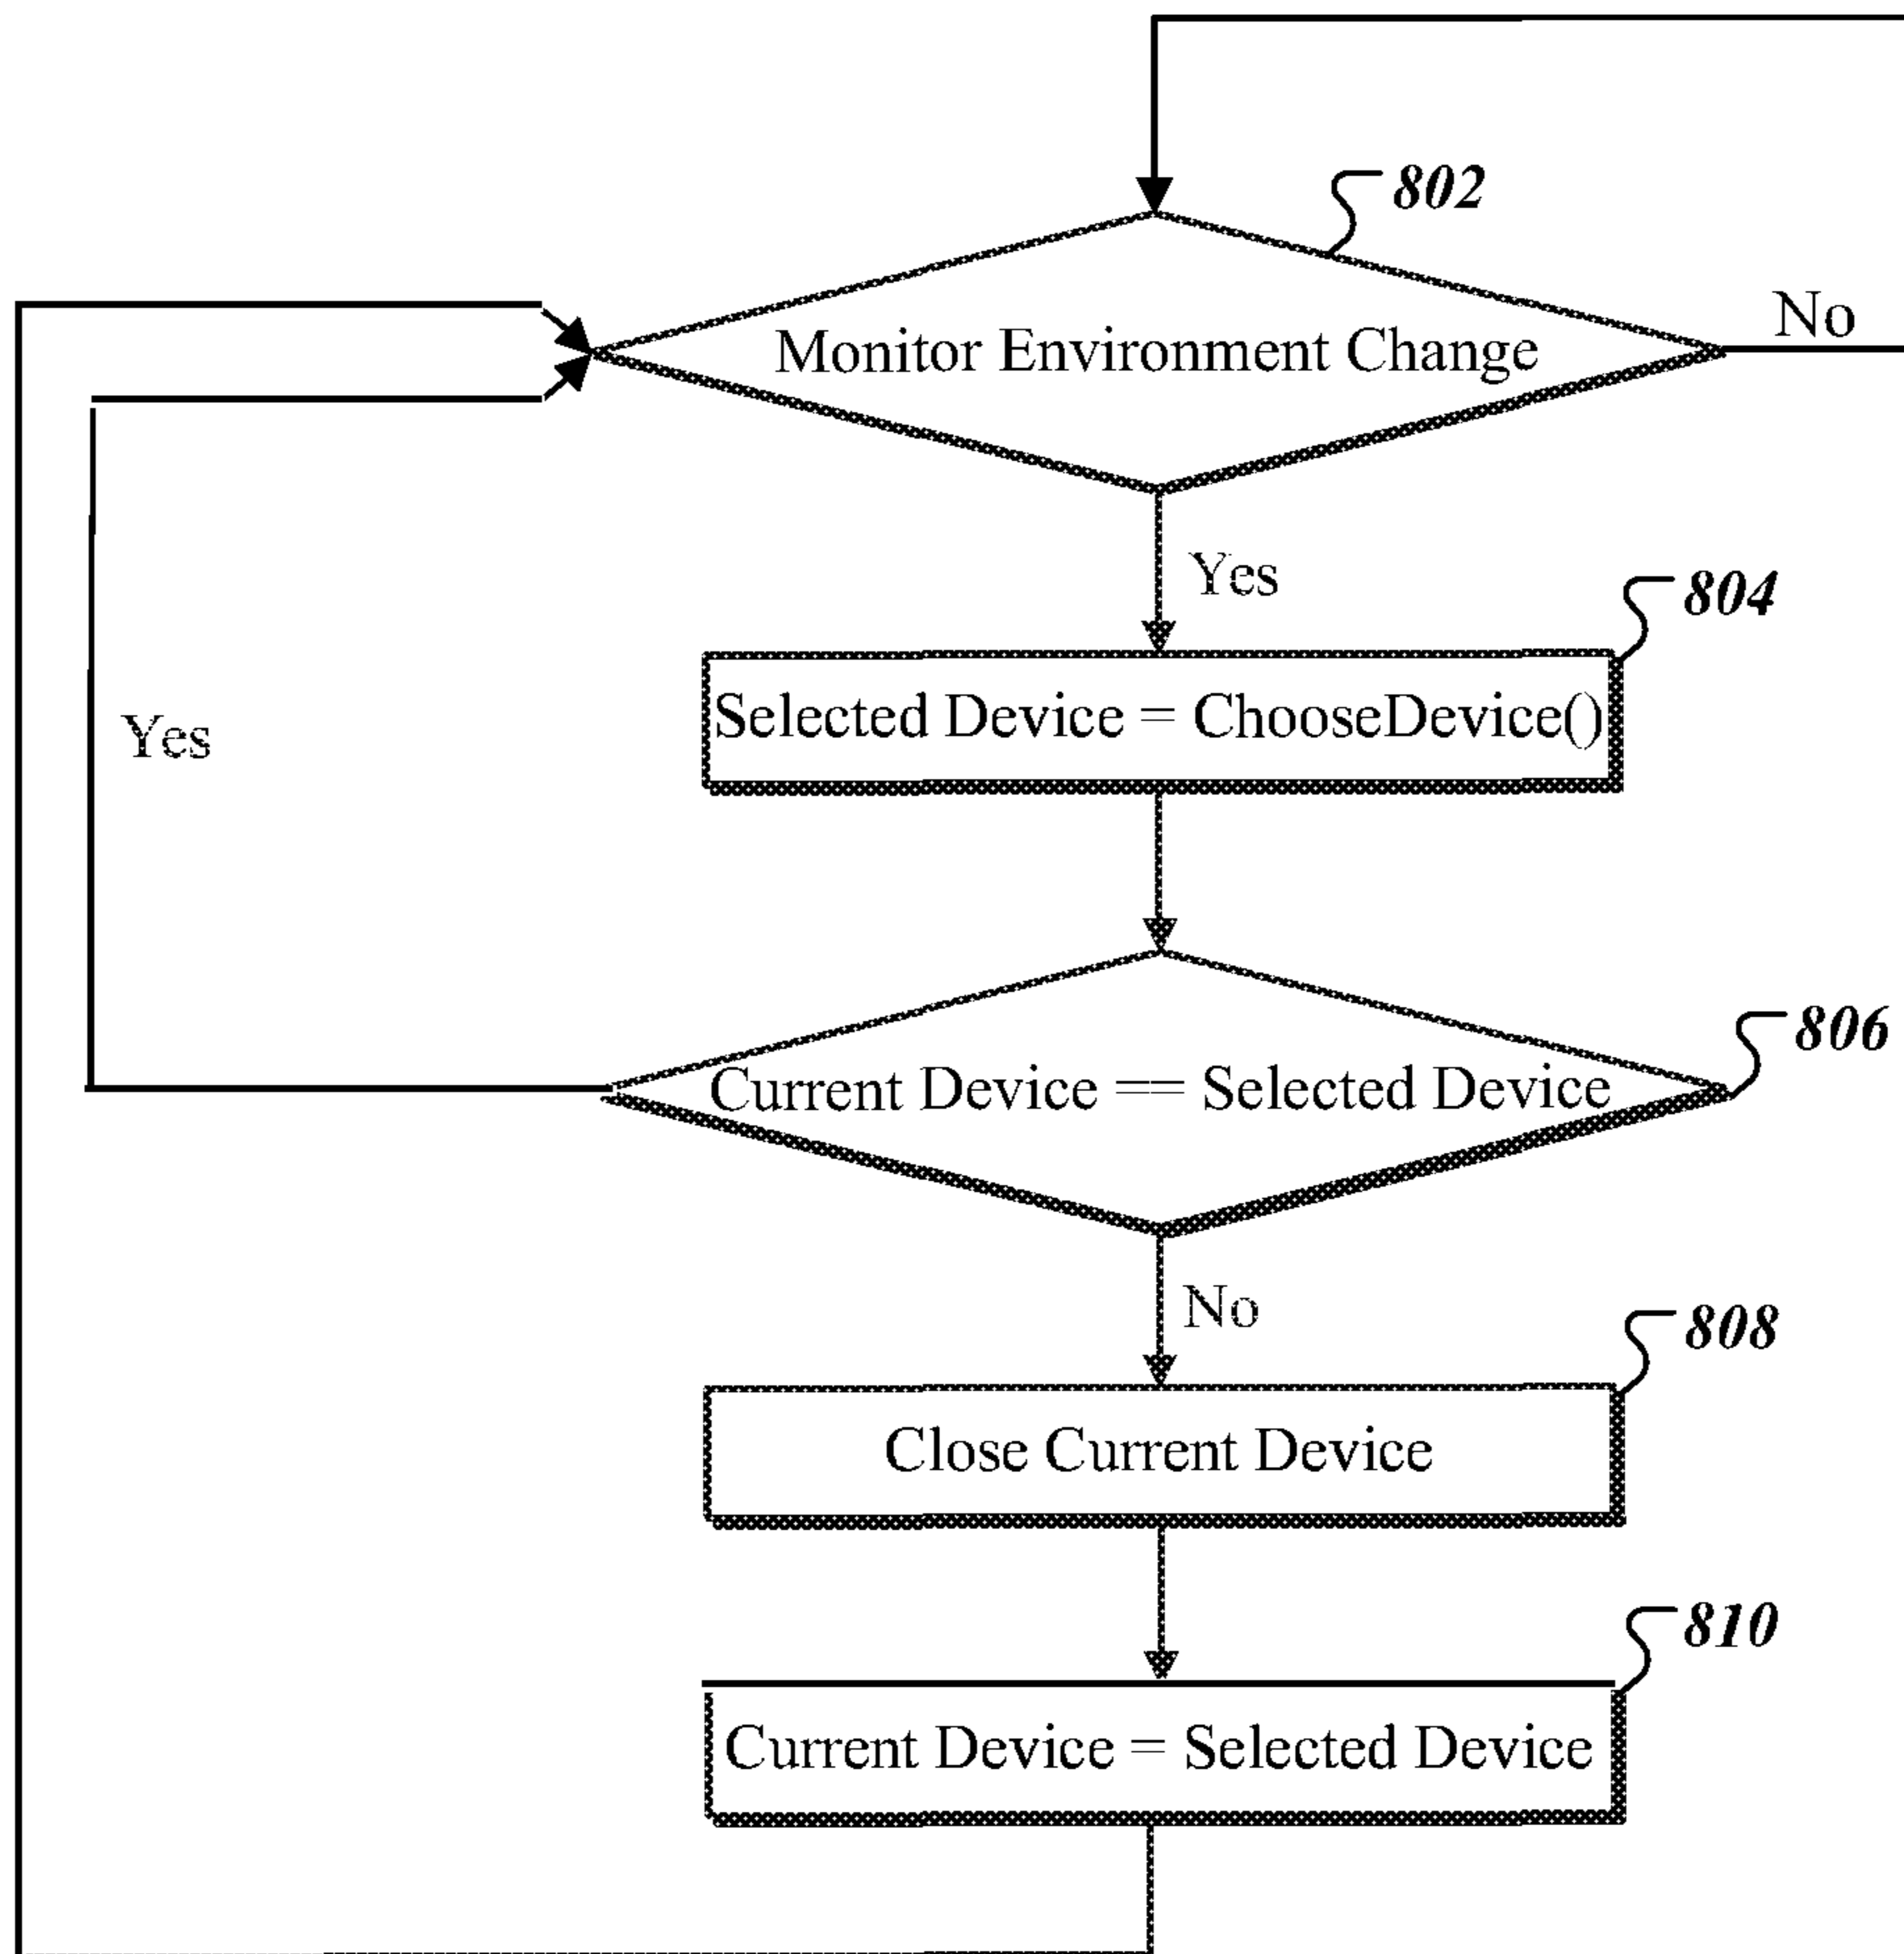 802
Monitor Environment Change
No
Yes
804
Selected Device = ChooseDevice()
Yes
806
Current Device == Selected Device
No
808
Close Current Device
810
Current Device = Selected Device